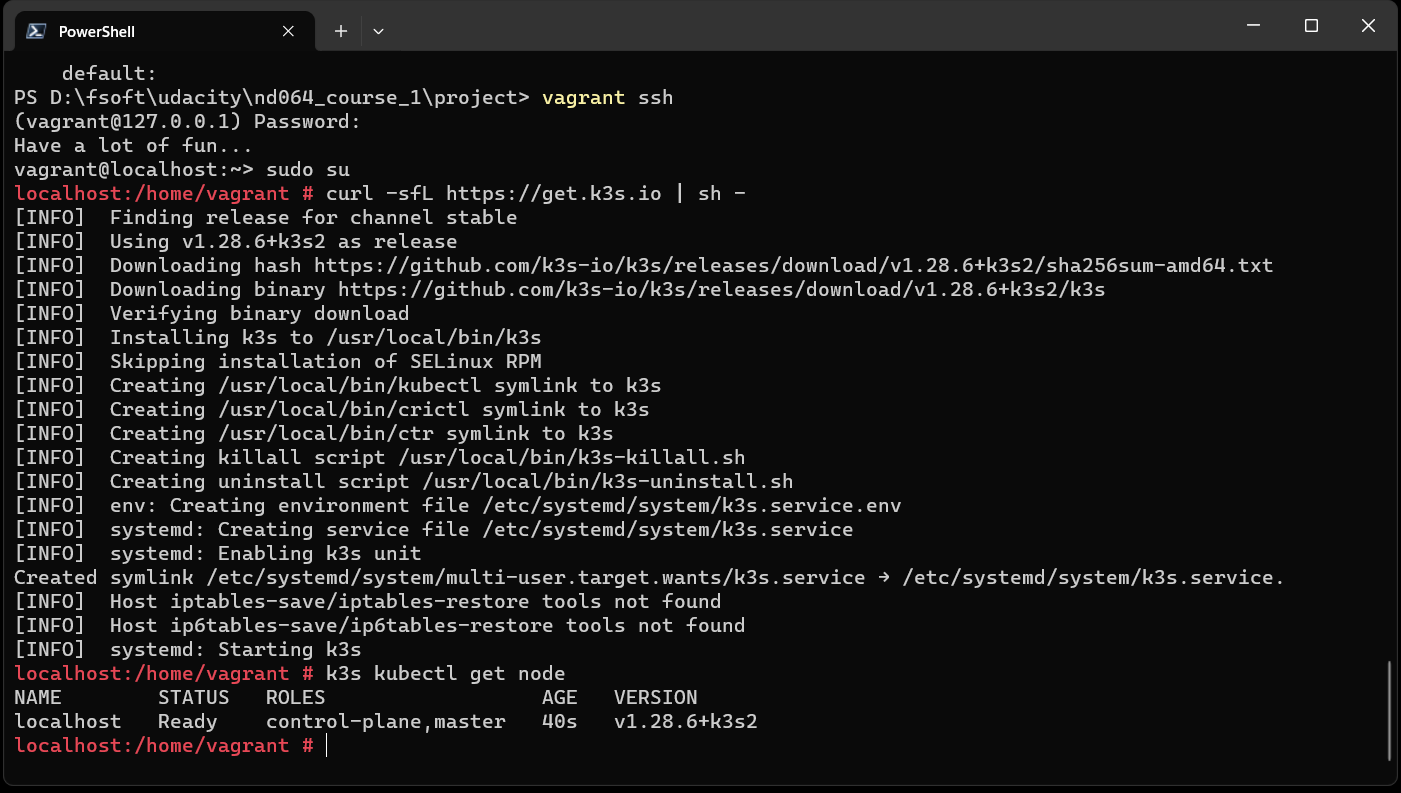 PowerShell
default:
PS D:\fsoft\udacity\nd064_course_1\project> vagrant ssh
(vagrant@127.0.0.1) Password:
Have a lot of fun...
vagrant@localhost:~> sudo su
localhost:/home/vagrant # curl -sfL https://get.k3s.io | sh -
[INFO]  Finding release for channel stable
[INFO]  Using v1.28.6+k3s2 as release
[INFO]  Downloading hash https://github.com/k3s-io/k3s/releases/download/v1.28.6+k3s2/sha256sum-amd64.txt
[INFO]  Downloading binary https://github.com/k3s-io/k3s/releases/download/v1.28.6+k3s2/k3s
[INFO]  Verifying binary download
[INFO]  Installing k3s to /usr/local/bin/k3s
[INFO]  Skipping installation of SELinux RPM
[INFO]  Creating /usr/local/bin/kubectl symlink to k3s
[INFO]  Creating /usr/local/bin/crictl symlink to k3s
[INFO]  Creating /usr/local/bin/ctr symlink to k3s
[INFO]  Creating killall script /usr/local/bin/k3s-killall.sh
[INFO]  Creating uninstall script /usr/local/bin/k3s-uninstall.sh
[INFO]  env: Creating environment file /etc/systemd/system/k3s.service.env
[INFO]  systemd: Creating service file /etc/systemd/system/k3s.service
[INFO]  systemd: Enabling k3s unit
Created symlink /etc/systemd/system/multi-user.target.wants/k3s.service → /etc/systemd/system/k3s.service.
[INFO]  Host iptables-save/iptables-restore tools not found
[INFO]  Host ip6tables-save/ip6tables-restore tools not found
[INFO]  systemd: Starting k3s
localhost:/home/vagrant # k3s kubectl get node
NAME        STATUS   ROLES                  AGE   VERSION
localhost   Ready    control-plane,master   40s   v1.28.6+k3s2
localhost:/home/vagrant #